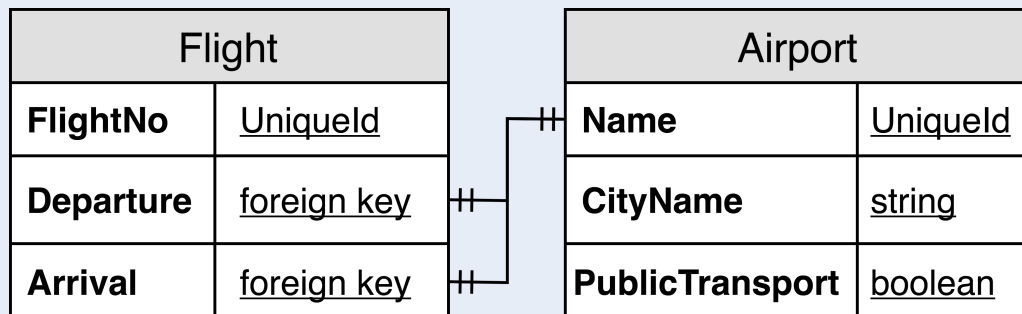 Flight
FlightNo UniqueId
Departure foreign key
Arrival foreign key
Airport
Name UniqueId
CityName string
PublicTransport boolean